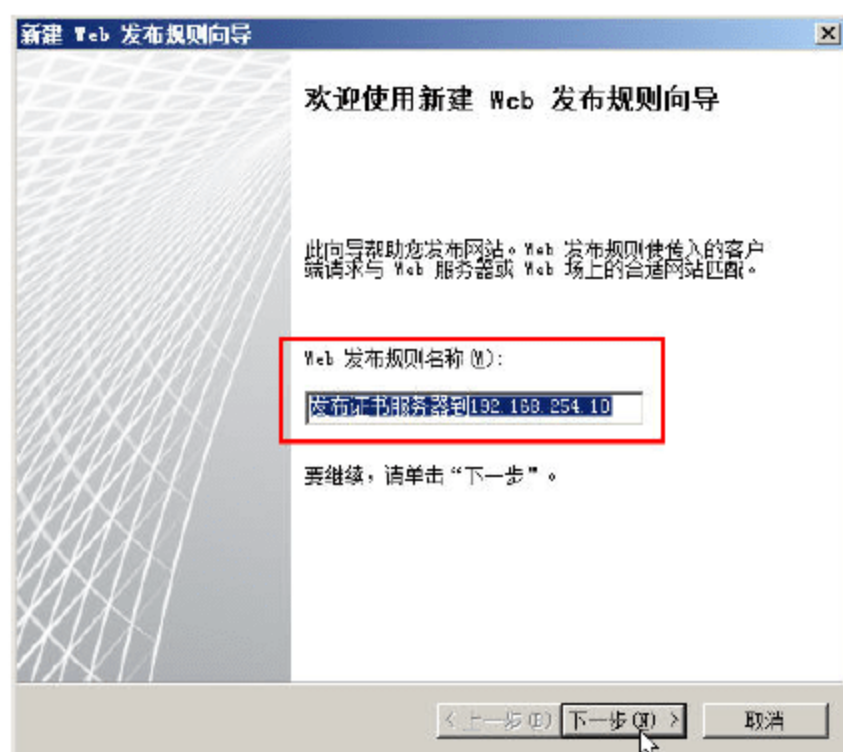 新建 Web 发布规则向导
欢迎使用新建 Web 发布规则向导
此向导帮助您发布网站。Web 发布规则使传入的客户
端请求与 Web 服务器或 Web 场上的合适网站匹配。
Web 发布规则名称(W):
发布证书服务器到192.168.254.10
要继续，请单击“下一步”。
< 上一步(B)
下一步(N) >
取消